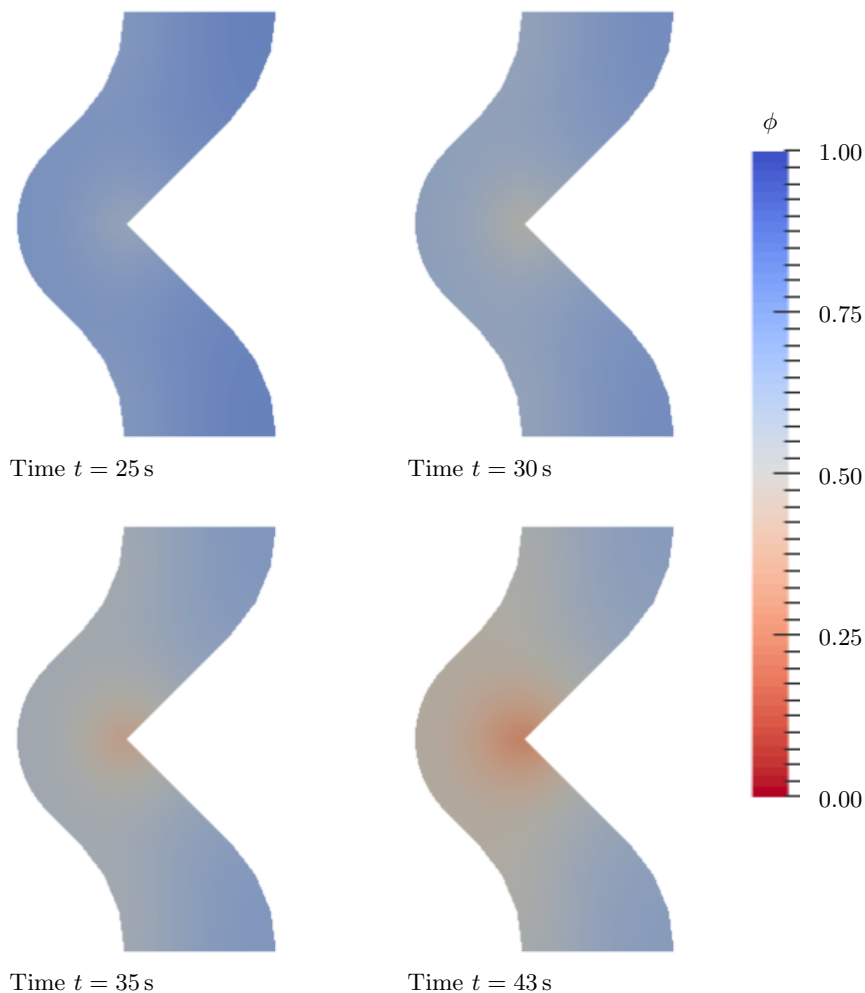 ϕ
1.00
0.75
0.50
0.25
0.00
Time t = 25 s
Time t = 30 s
Time t = 35 s
Time t = 43 s